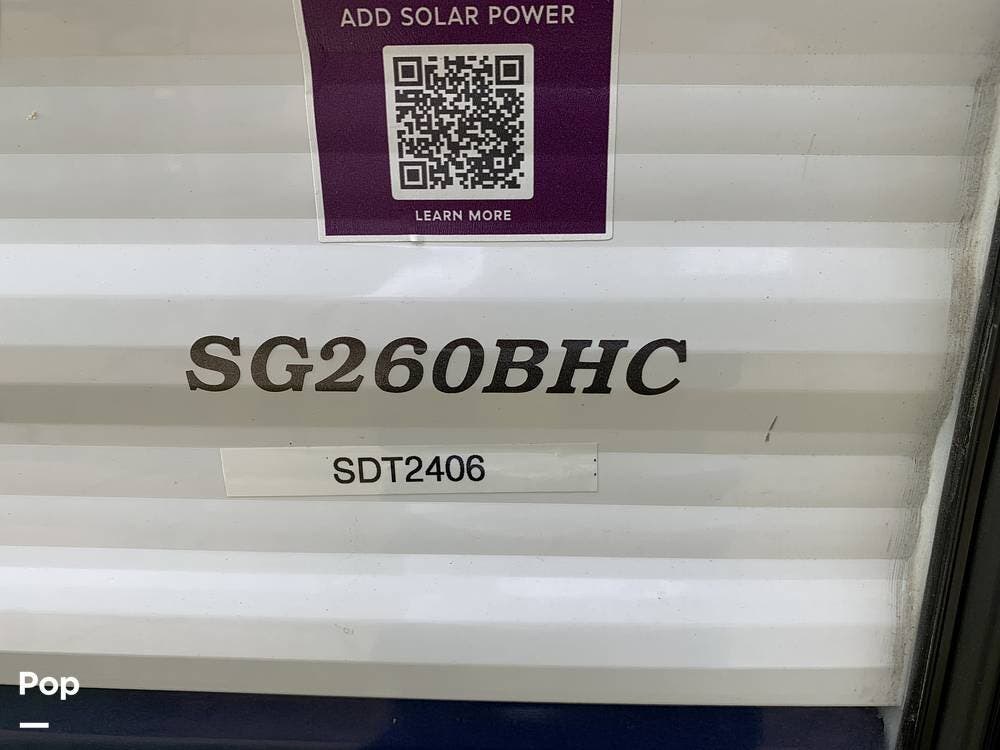 ADD SOLAR POWER
LEARN MORE
SG260BHC
SDT2406
Pop